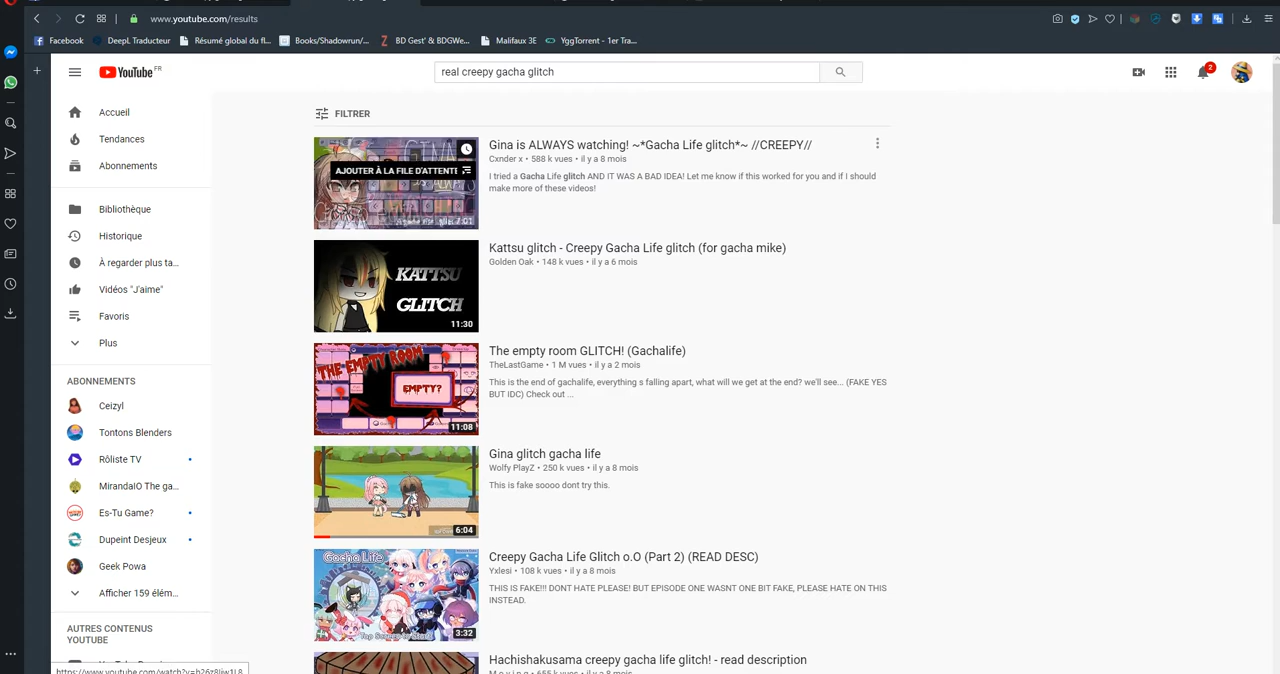 www.youtube.com/results
Facebook
DeepL Traducteur
Résumé global du fl...
Books/Shadowrun/...
BD Gest' & BDGWe...
Malifaux 3E
YggTorrent - 1er Tra...
YouTube FR
real creepy gacha glitch
2
Accueil
Tendances
Abonnements
Bibliothèque
Historique
À regarder plus ta...
Vidéos "J'aime"
Favoris
Plus
ABONNEMENTS
Ceizyl
Tontons Blenders
Rôliste TV
MirandalO The ga...
Es-Tu Game?
Dupeint Desjeux
Geek Powa
Afficher 159 élém...
AUTRES CONTENUS
YOUTUBE
FILTRER
AJOUTER À LA FILE D'ATTENTE
7:01
Gina is ALWAYS watching! ~*Gacha Life glitch*~ //CREEPY//
Cxnder x • 588 k vues • il y a 8 mois
I tried a Gacha Life glitch AND IT WAS A BAD IDEA! Let me know if this worked for you and if I should
make more of these videos!
KATTSU
GLITCH
11:30
Kattsu glitch - Creepy Gacha Life glitch (for gacha mike)
Golden Oak • 148 k vues • il y a 6 mois
THE EMPTY ROOM
EMPTY?
11:08
The empty room GLITCH! (Gachalife)
TheLastGame • 1 M vues • il y a 2 mois
This is the end of gachalife, everything s falling apart, what will we get at the end? we'll see... (FAKE YES
BUT IDC) Check out ...
6:04
Gina glitch gacha life
Wolfy PlayZ • 250 k vues • il y a 8 mois
This is fake soooo dont try this.
Gacha Life
3:32
Creepy Gacha Life Glitch o.O (Part 2) (READ DESC)
Yxlesi • 108 k vues • il y a 8 mois
THIS IS FAKE!!! DONT HATE PLEASE! BUT EPISODE ONE WASNT ONE BIT FAKE, PLEASE HATE ON THIS
INSTEAD.
Hachishakusama creepy gacha life glitch! - read description